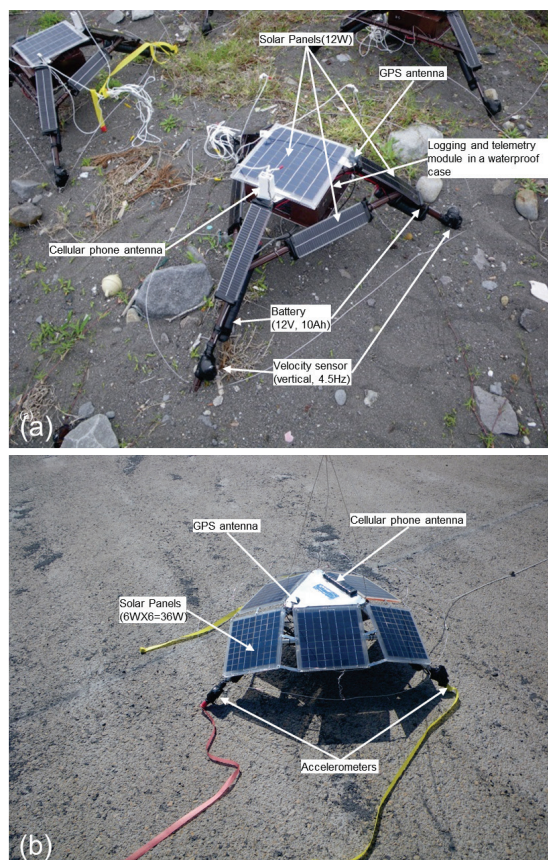 Solar Panels(12W)
GPS antenna
Logging and telemetry
module in a waterproof
case
Cellular phone antenna
Battery
(12V, 10Ah)
Velocity sensor
(vertical, 4.5Hz)
(a)
(a)
Cellular phone antenna
GPS antenna
Solar Panels
(6WX6=36W)
Accelerometers
(b)